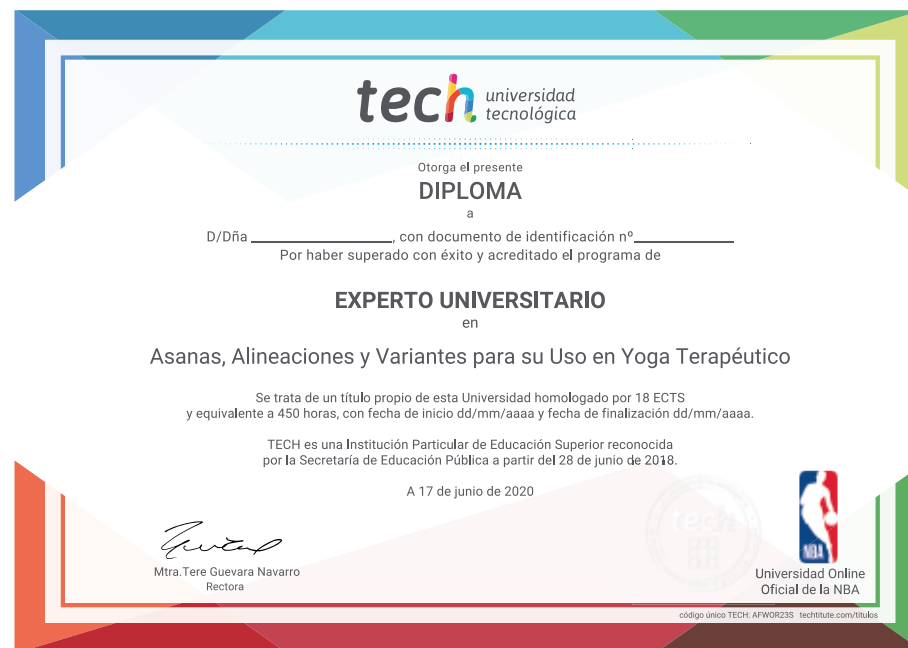 tech universidad
tecnológica
Otorga el presente
DIPLOMA
a
D/Dña ________________, con documento de identificación nº____________
Por haber superado con éxito y acreditado el programa de
EXPERTO UNIVERSITARIO
en
Asanas, Alineaciones y Variantes para su Uso en Yoga Terapéutico
Se trata de un título propio de esta Universidad homologado por 18 ECTS
y equivalente a 450 horas, con fecha de inicio dd/mm/aaaa y fecha de finalización dd/mm/aaaa.
TECH es una Institución Particular de Educación Superior reconocida
por la Secretaría de Educación Pública a partir del 28 de junio de 2018.
A 17 de junio de 2020
tech
NBA
Mtra.Tere Guevara Navarro
Rectora
Universidad Online
Oficial de la NBA
código único TECH: AFWOR23S techtitute.com/titulos